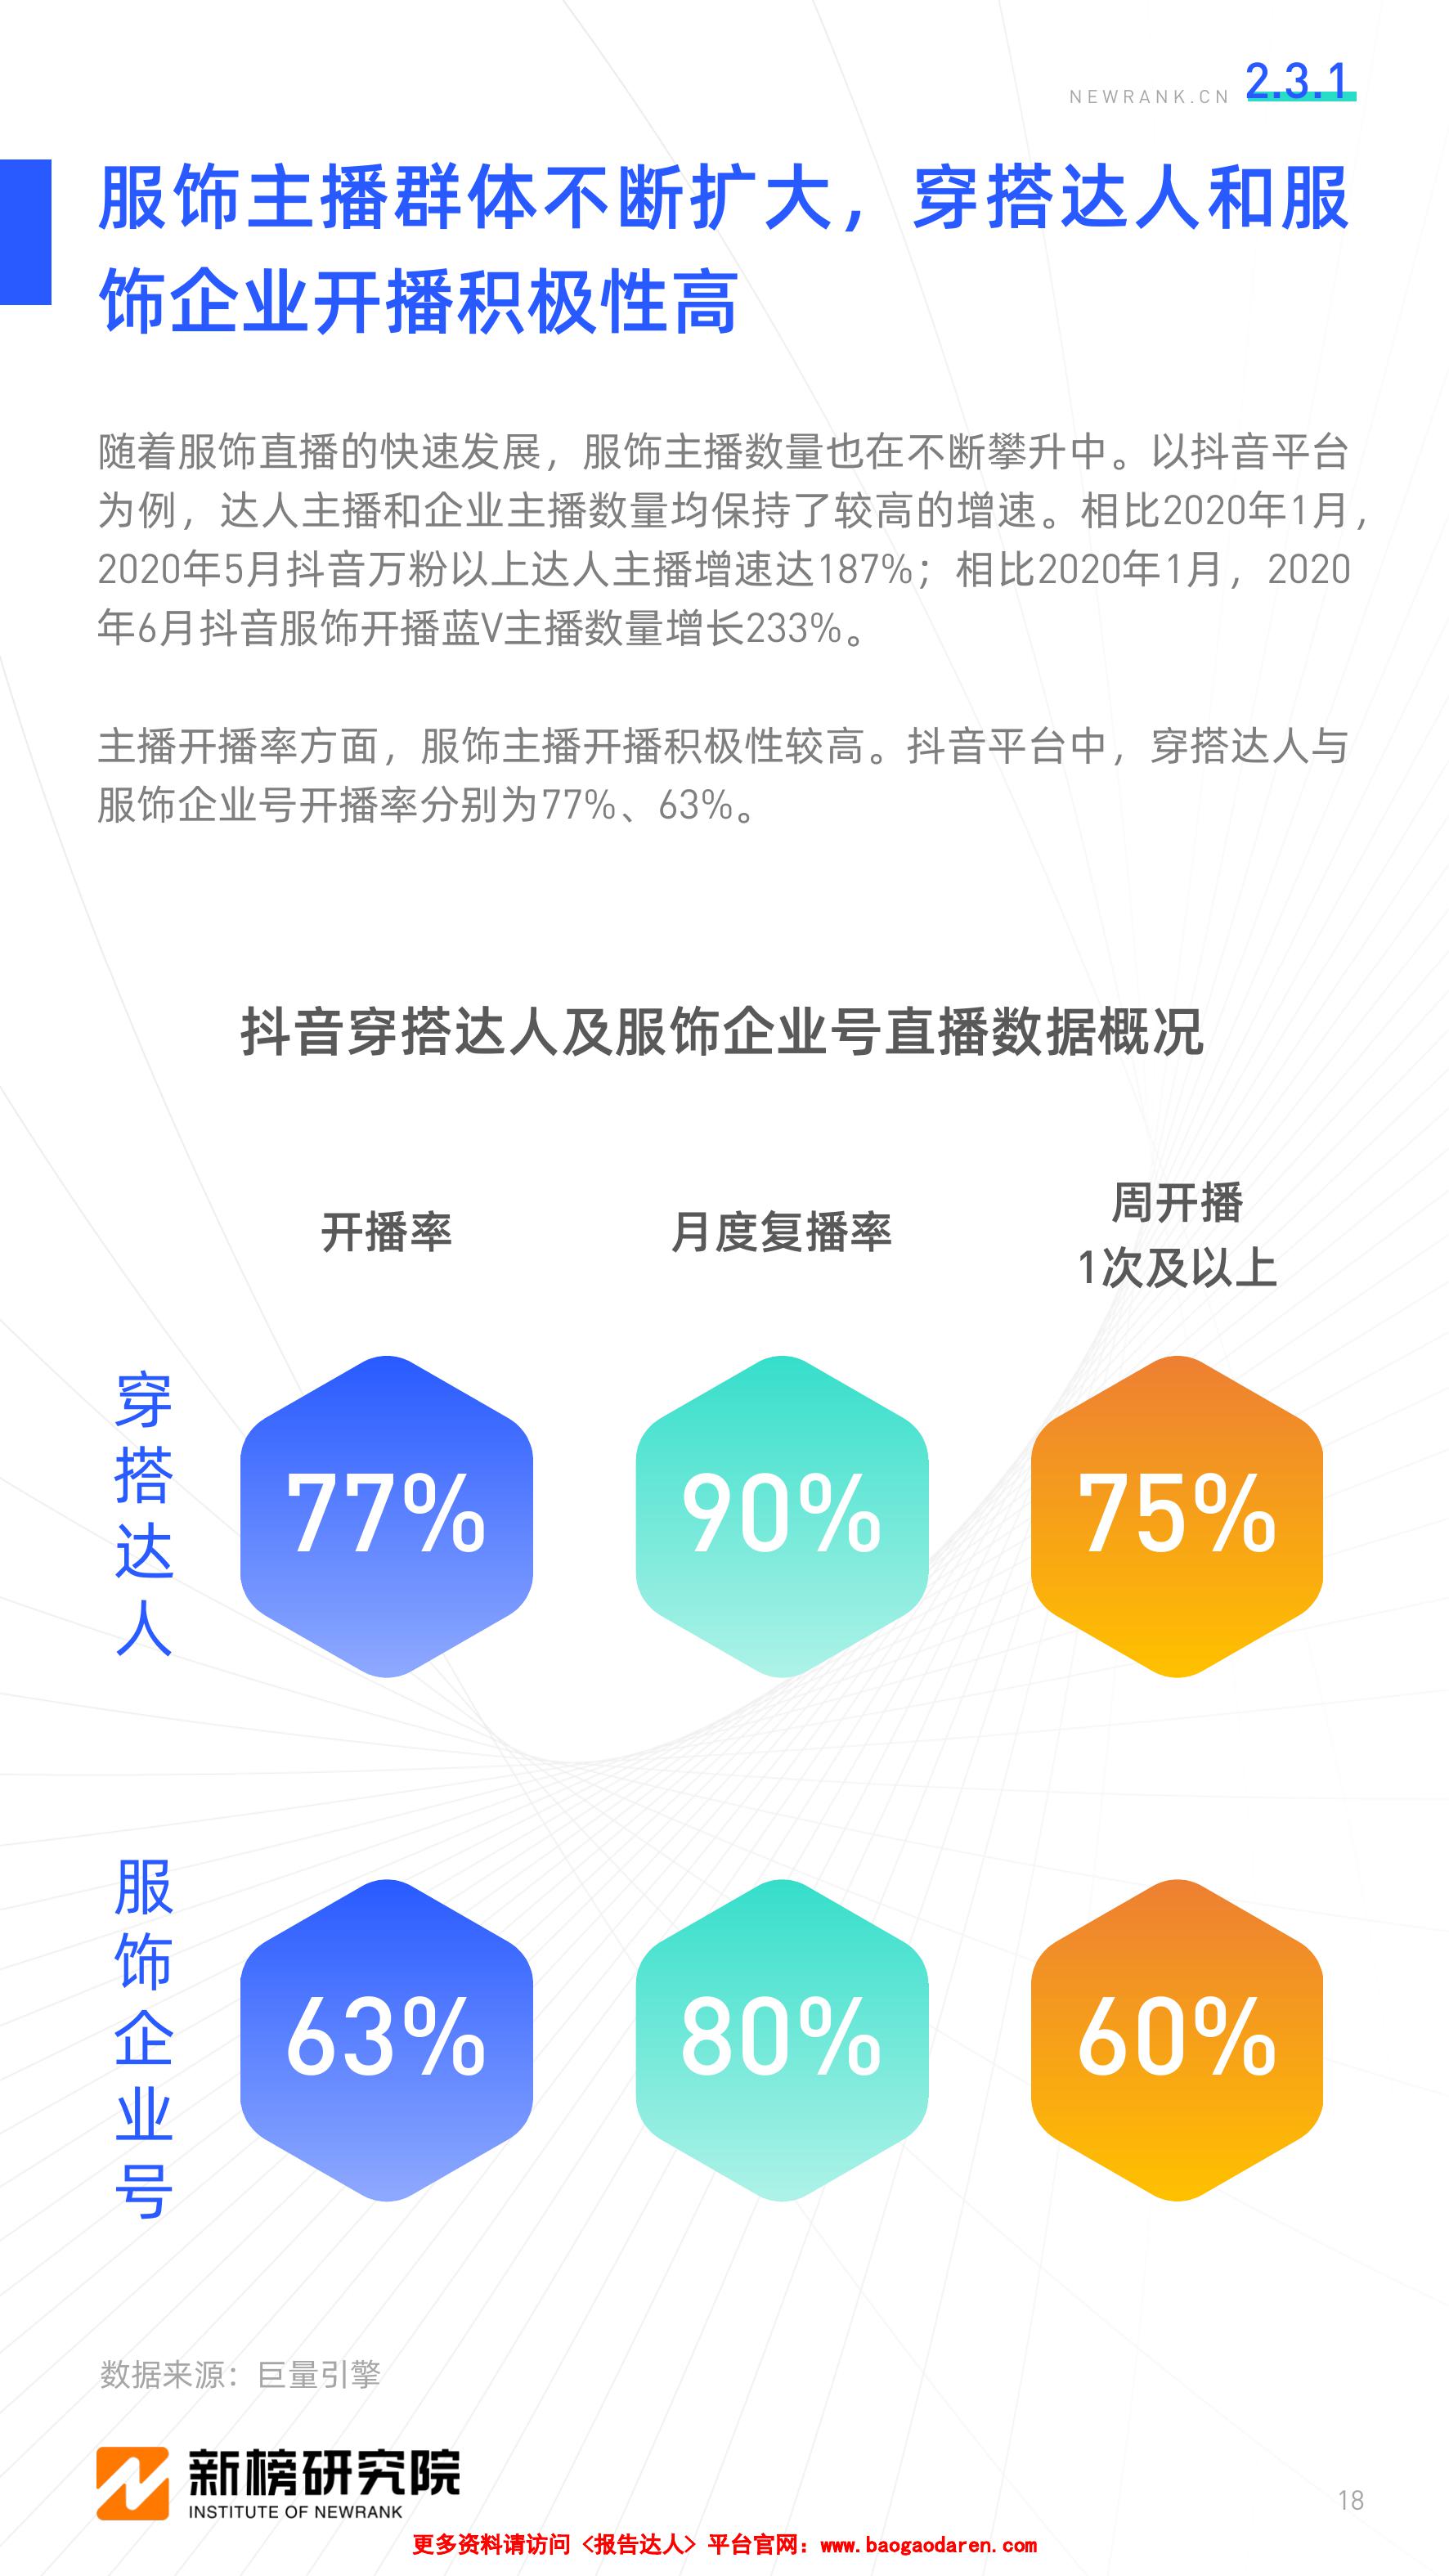 NEWRANK.CN 2.3.1
服饰主播群体不断扩大，穿搭达人和服
饰企业开播积极性高
随着服饰直播的快速发展，服饰主播数量也在不断攀升中。以抖音平台
为例，达人主播和企业主播数量均保持了较高的增速。相比2020年1月，
2020年5月抖音万粉以上达人主播增速达187%；相比2020年1月，2020
年6月抖音服饰开播蓝V主播数量增长233%。
主播开播率方面，服饰主播开播积极性较高。抖音平台中，穿搭达人与
服饰企业号开播率分别为77%、63%。
抖音穿搭达人及服饰企业号直播数据概况
开播率
月度复播率
周开播
1次及以上
穿搭达人
77%
90%
75%
服饰企业号
63%
80%
60%
数据来源：巨量引擎
新榜研究院
INSTITUTE OF NEWRANK
18
更多资料请访问《报告达人》平台官网：www.baogaodaren.com